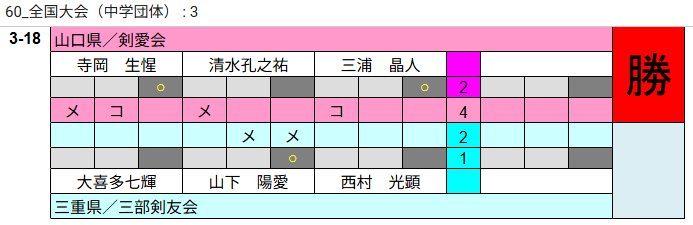 60_全国大会（中学団体）：3
3-18 山口県／剣愛会 勝
寺岡　生惺 清水孔之祐 三浦　晶人
○ ○ 2
メ コ メ コ 4
メ メ 2
○ 1
大喜多七輝 山下　陽愛 西村　光顕
三重県／三部剣友会